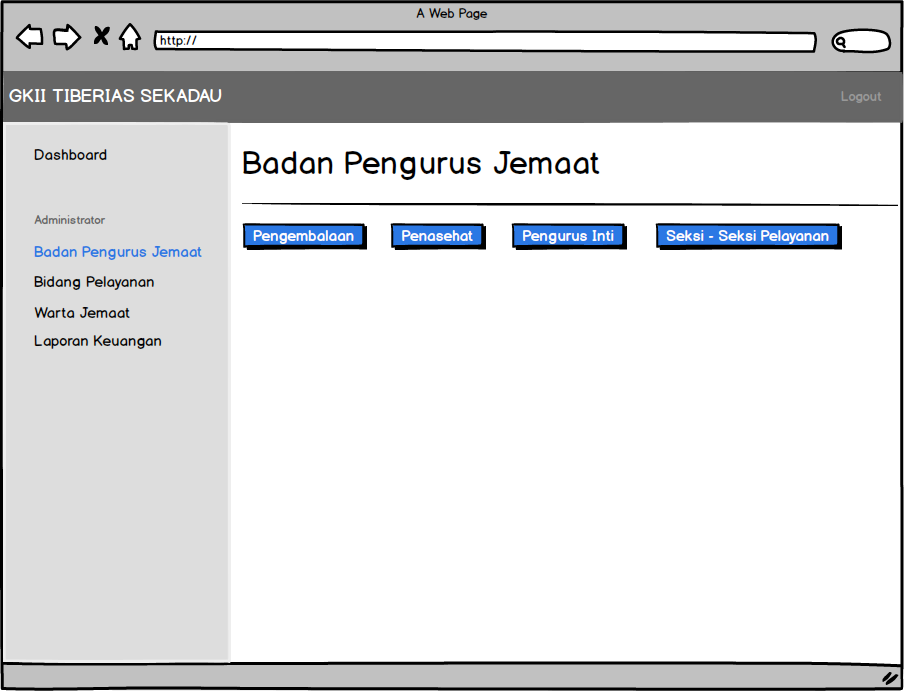 A Web Page
http://
GKII TIBERIAS SEKADAU
Logout
Dashboard
Administrator
Badan Pengurus Jemaat
Bidang Pelayanan
Warta Jemaat
Laporan Keuangan
Badan Pengurus Jemaat
Pengembalaan
Penasehat
Pengurus Inti
Seksi - Seksi Pelayanan